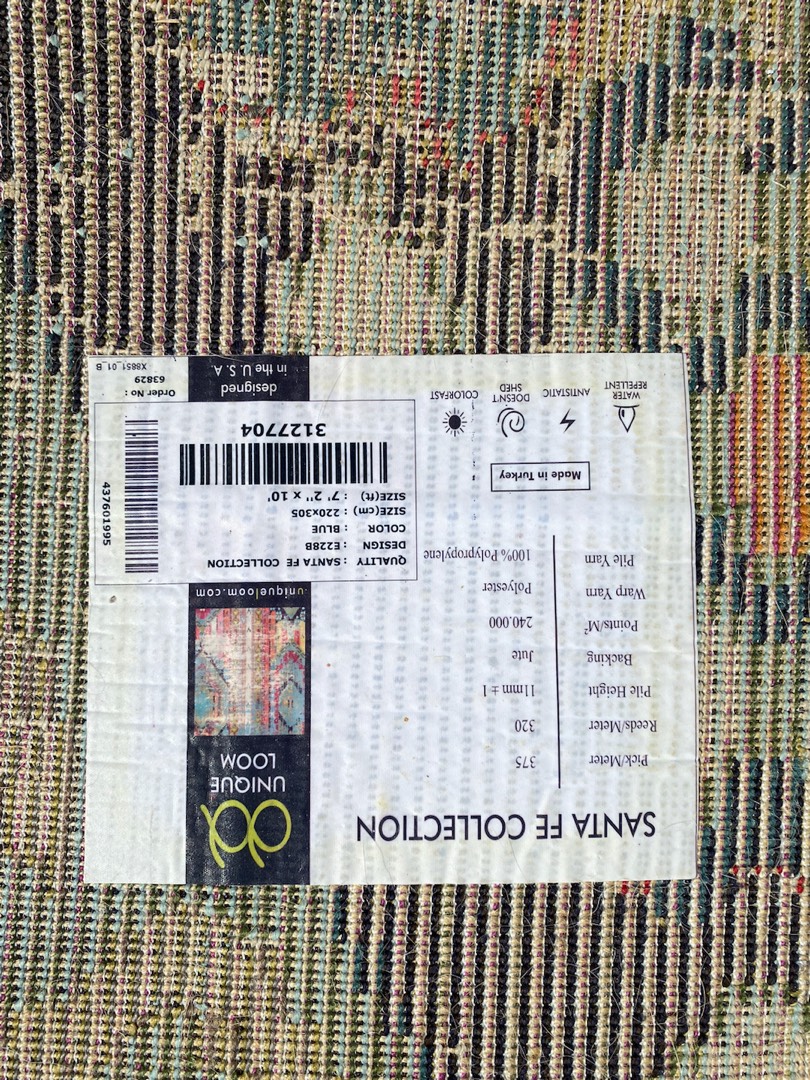 SANTA FE COLLECTION
Pick/Meter 375
Reeds/Meter 320
Pile Height 11mm ± 1
Backing Jute
Points/M² 240.000
Warp Yarn Polyester
Pile Yarn 100% Polypropylene
Made in Turkey
WATER REPELLENT
ANTISTATIC
DOESN'T SHED
COLORFAST
UNIQUE
LOOM
uniqueloom.com
QUALITY : SANTA FE COLLECTION
DESIGN : E228B
COLOR : BLUE
SIZE(cm) : 220x305
SIZE(ft) : 7' 2'' x 10'
3127704
437601995
designed
in the U.S.A
Order No :
63829
X8851_01_B